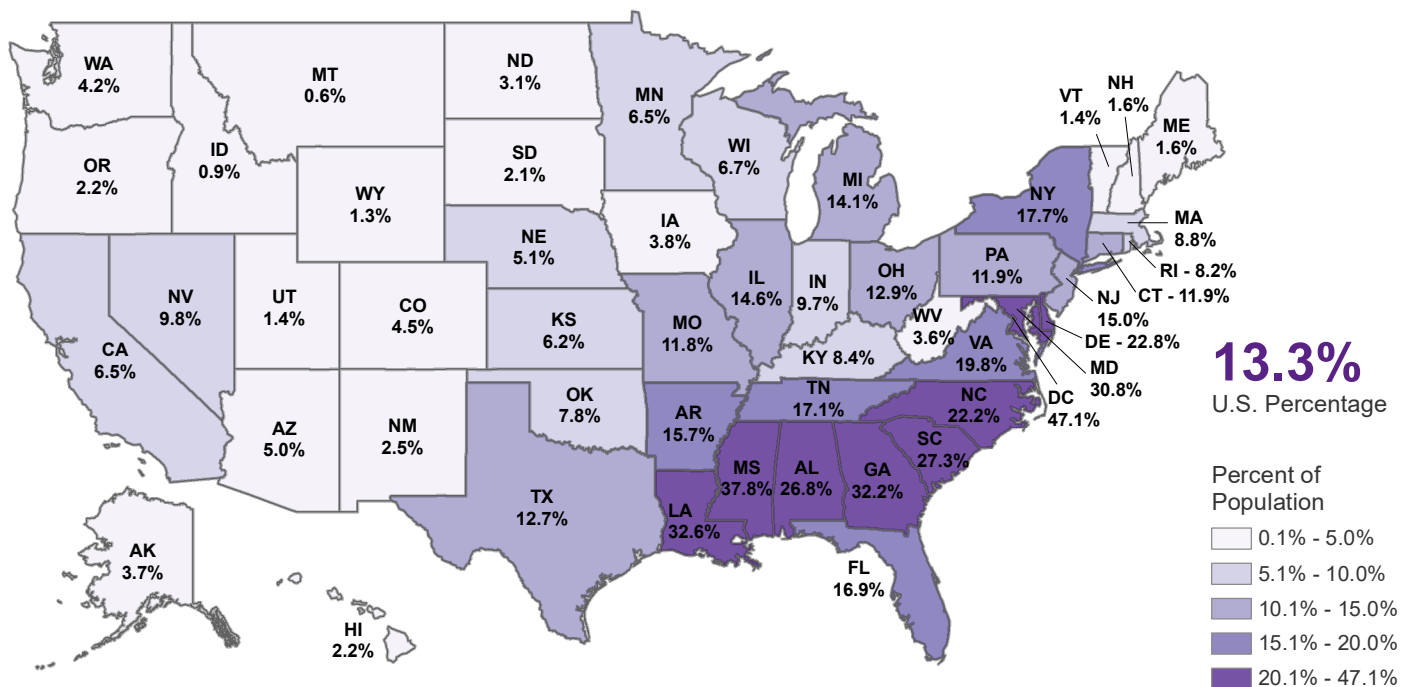 WA
4.2%
MT
0.6%
ND
3.1%
MN
6.5%
VT
1.4%
NH
1.6%
ME
1.6%
OR
2.2%
ID
0.9%
WY
1.3%
SD
2.1%
WI
6.7%
MI
14.1%
NY
17.7%
MA
8.8%
RI - 8.2%
CT - 11.9%
NJ
15.0%
DE - 22.8%
MD
30.8%
DC
47.1%
IA
3.8%
NE
5.1%
PA
11.9%
NV
9.8%
UT
1.4%
CO
4.5%
IL
14.6%
IN
9.7%
OH
12.9%
CA
6.5%
KS
6.2%
MO
11.8%
WV
3.6%
VA
19.8%
KY 8.4%
AZ
5.0%
NM
2.5%
OK
7.8%
AR
15.7%
TN
17.1%
NC
22.2%
SC
27.3%
TX
12.7%
LA
32.6%
MS
37.8%
AL
26.8%
GA
32.2%
FL
16.9%
AK
3.7%
HI
2.2%
13.3%
U.S. Percentage
Percent of
Population
0.1% - 5.0%
5.1% - 10.0%
10.1% - 15.0%
15.1% - 20.0%
20.1% - 47.1%